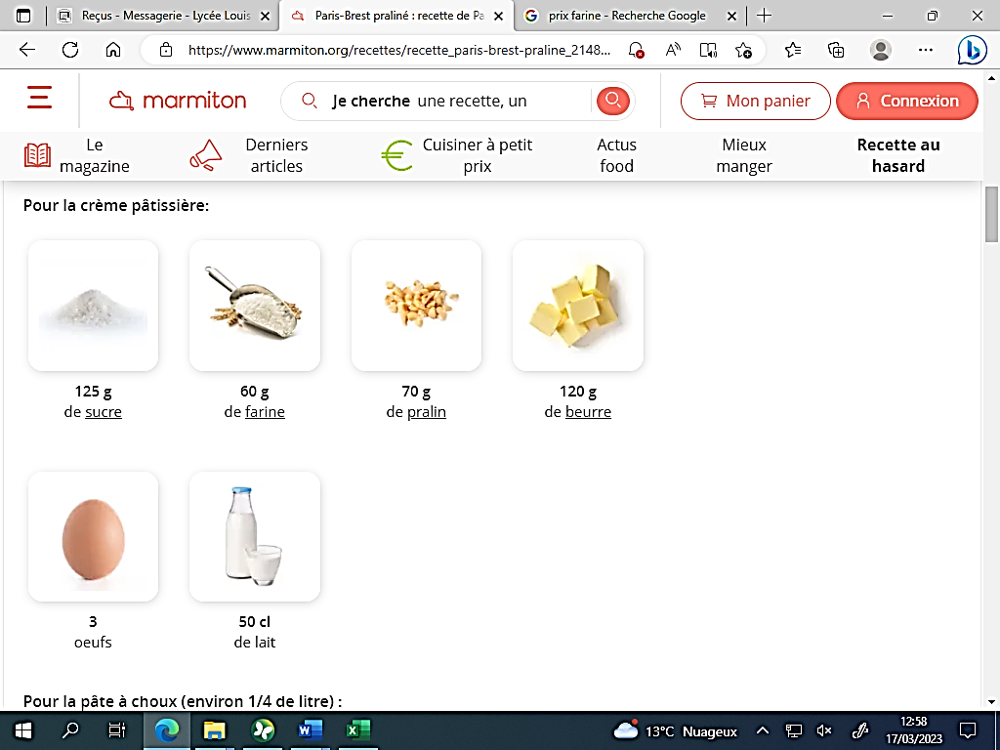 Reçus - Messagerie - Lycée Louis
Paris-Brest praliné : recette de Pa
prix farine - Recherche Google
https://www.marmiton.org/recettes/recette_paris-brest-praline_2148...
marmiton
Je cherche une recette, un
Mon panier
Connexion
Le magazine
Derniers articles
Cuisiner à petit prix
Actus food
Mieux manger
Recette au hasard
Pour la crème pâtissière:
125 g
de sucre
60 g
de farine
70 g
de pralin
120 g
de beurre
3
oeufs
50 cl
de lait
Pour la pâte à choux (environ 1/4 de litre) :
13°C Nuageux
12:58
17/03/2023